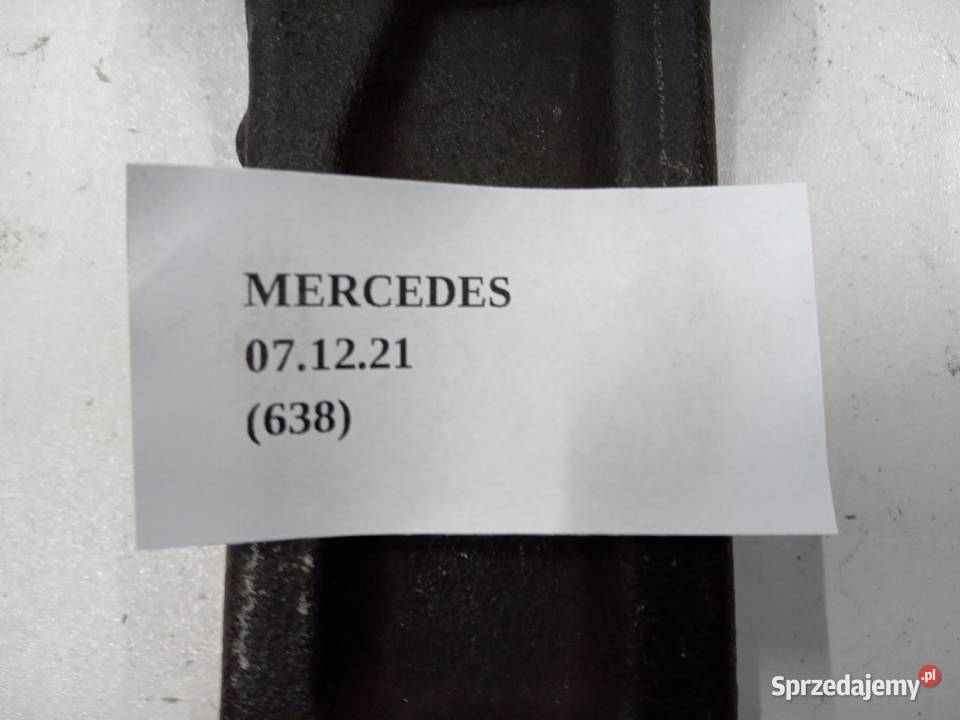 MERCEDES
07.12.21
(638)
Sprzedajemy.pl